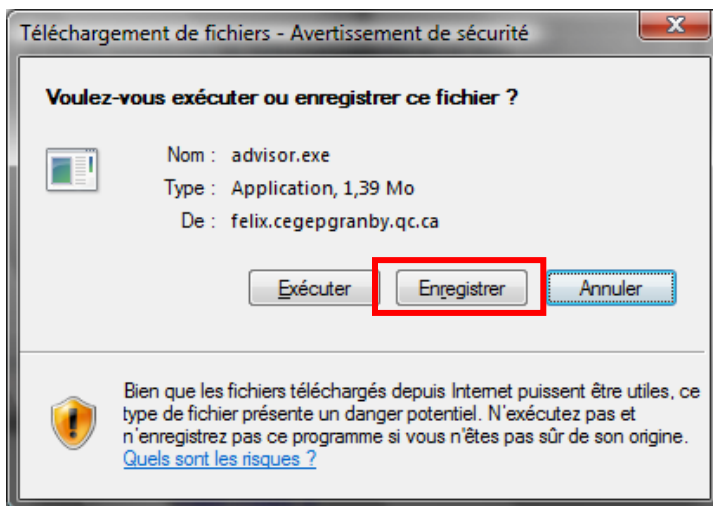 Téléchargement de fichiers - Avertissement de sécurité
Voulez-vous exécuter ou enregistrer ce fichier ?
Nom : advisor.exe
Type : Application, 1,39 Mo
De : felix.cegepgranby.qc.ca
Exécuter Enregistrer Annuler
Bien que les fichiers téléchargés depuis Internet puissent être utiles, ce
type de fichier présente un danger potentiel. N'exécutez pas et
n'enregistrez pas ce programme si vous n'êtes pas sûr de son origine.
Quels sont les risques ?